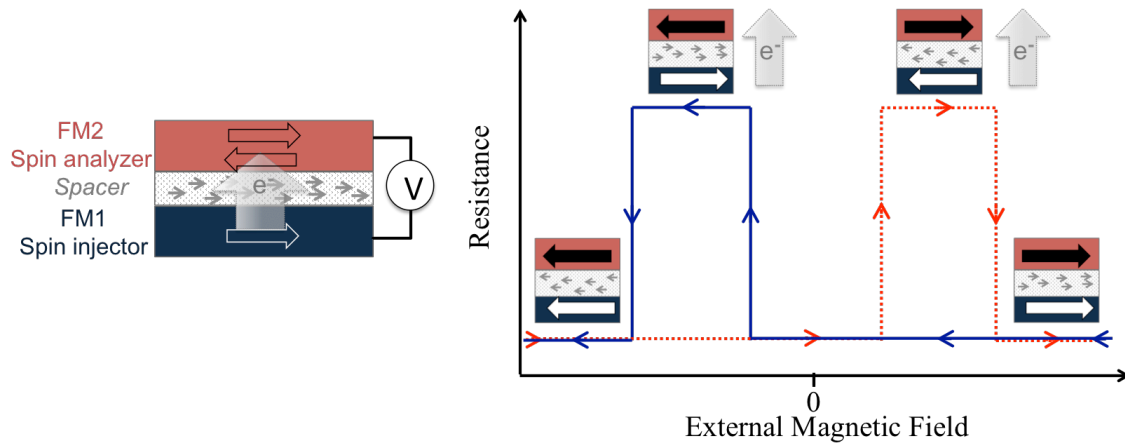 FM2
Spin analyzer
Spacer
FM1
Spin injector
e-
V
Resistance
e-
e-
0
External Magnetic Field